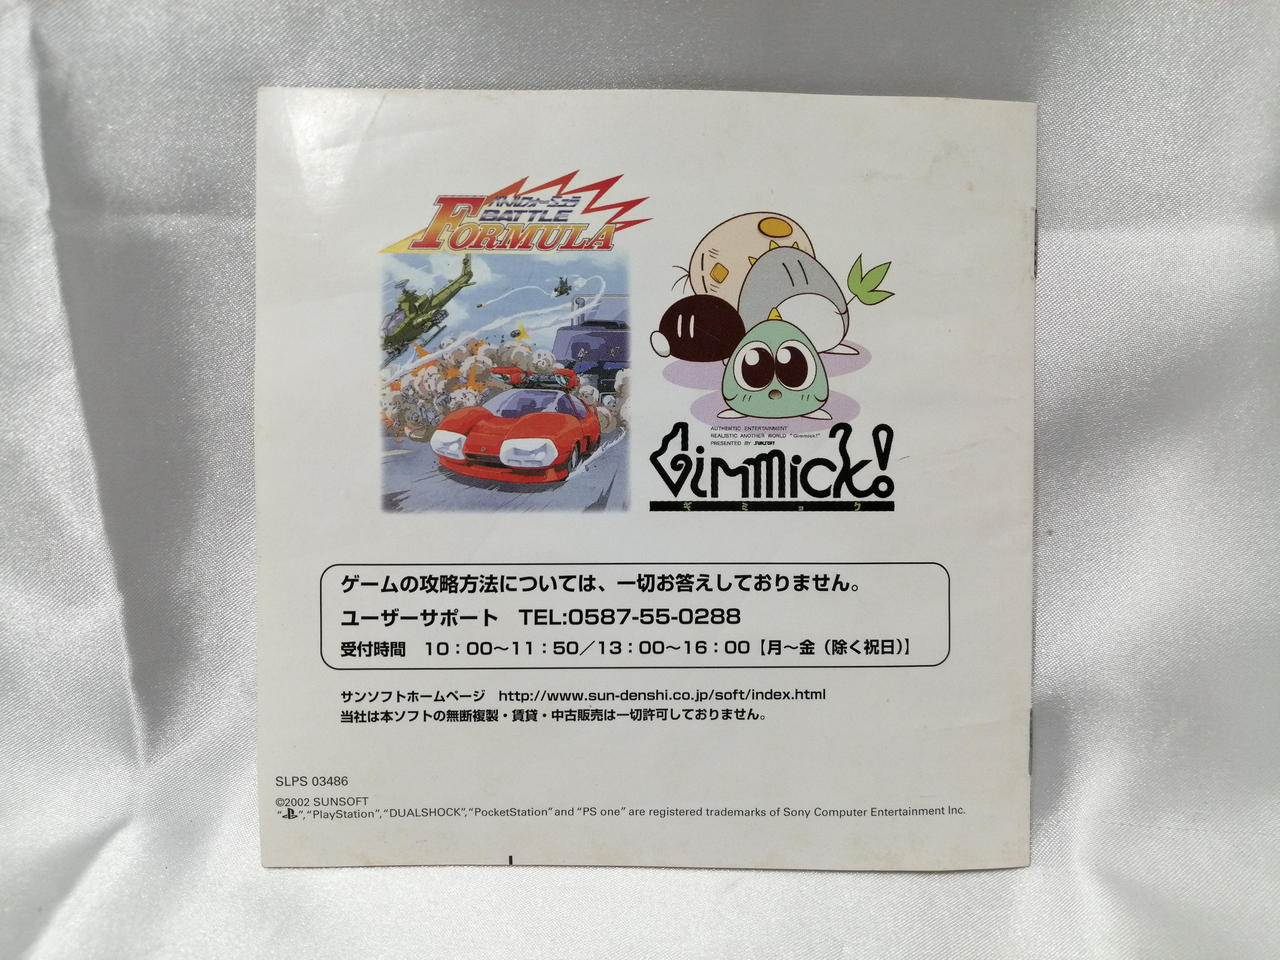 バトルフォーミュラ
BATTLE
FORMULA
AUTHENTIC ENTERTAINMENT
REALISTIC ANOTHER WORLD "Gimmick!"
PRESENTED BY SUNSOFT
Gimmick!
ギミック
ゲームの攻略方法については、一切お答えしておりません。
ユーザーサポート TEL:0587-55-0288
受付時間 10：00～11：50／13：00～16：00【月～金（除く祝日）】
サンソフトホームページ http://www.sun-denshi.co.jp/soft/index.html
当社は本ソフトの無断複製・賃貸・中古販売は一切許可しておりません。
SLPS 03486
©2002 SUNSOFT
“PS”,“PlayStation”,“DUALSHOCK”,“PocketStation”and “PS one” are registered trademarks of Sony Computer Entertainment Inc.